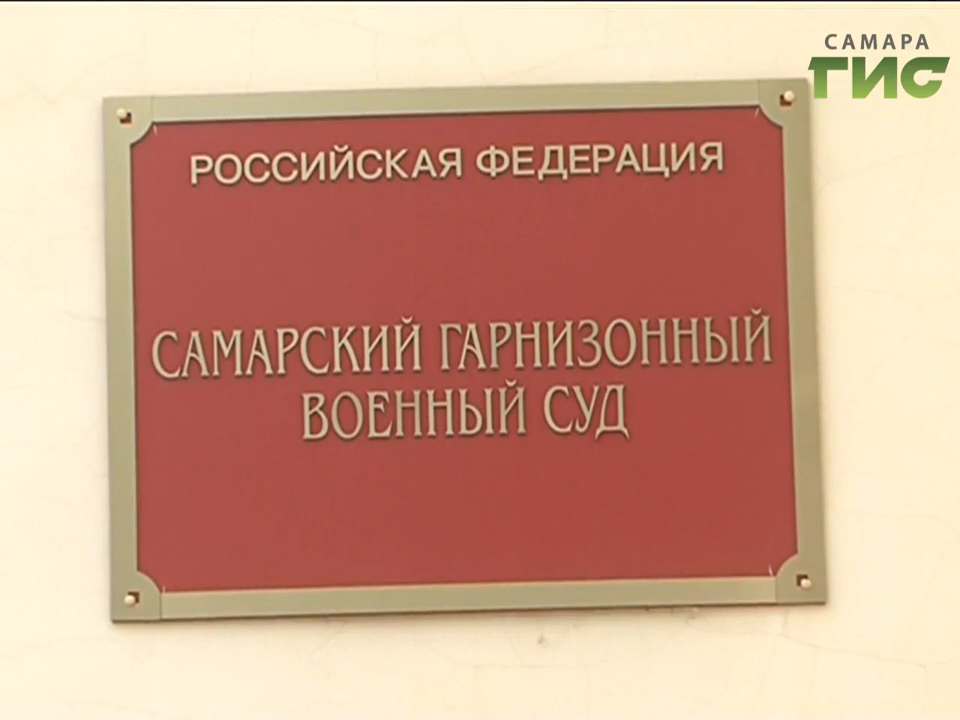 САМАРА
ГИС
РОССИЙСКАЯ ФЕДЕРАЦИЯ
САМАРСКИЙ ГАРНИЗОННЫЙ
ВОЕННЫЙ СУД